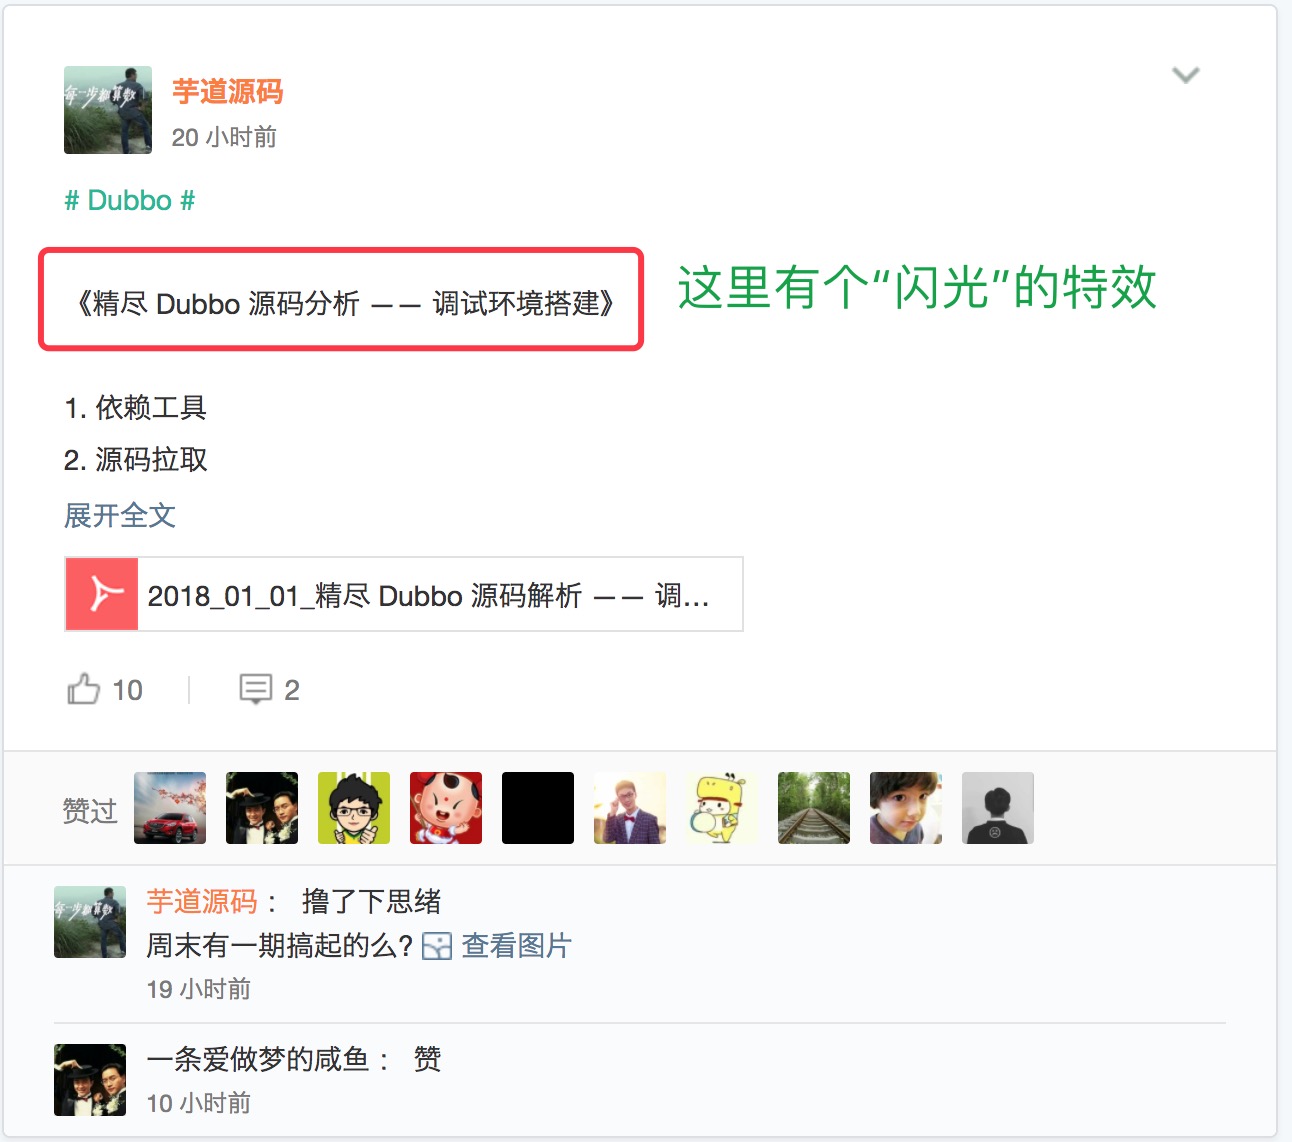 每一步都算数
芋道源码
20 小时前
# Dubbo #
《精尽 Dubbo 源码分析 —— 调试环境搭建》
这里有个“闪光”的特效
1. 依赖工具
2. 源码拉取
展开全文
2018_01_01_精尽 Dubbo 源码解析 —— 调...
10
2
赞过
每一步都算数
芋道源码： 撸了下思绪
周末有一期搞起的么? 查看图片
19 小时前
一条爱做梦的咸鱼： 赞
10 小时前